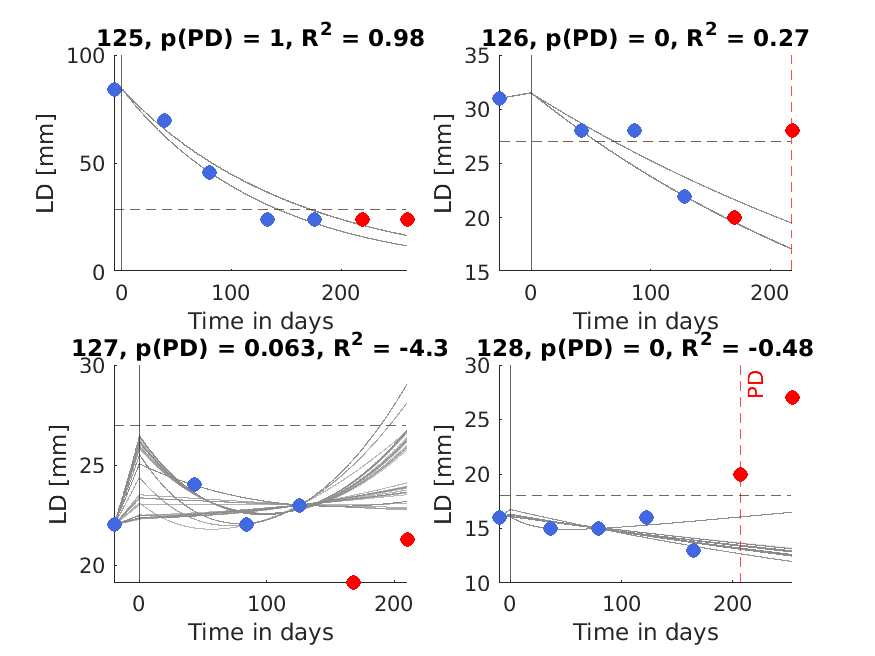 125, p(PD) = 1, R² = 0.98
LD [mm]
100
50
0
0 100 200
Time in days
126, p(PD) = 0, R² = 0.27
LD [mm]
35
30
25
20
15
0 100 200
Time in days
127, p(PD) = 0.063, R² = -4.3
LD [mm]
30
25
20
0 100 200
Time in days
128, p(PD) = 0, R² = -0.48
LD [mm]
30
25
20
15
10
PD
0 100 200
Time in days